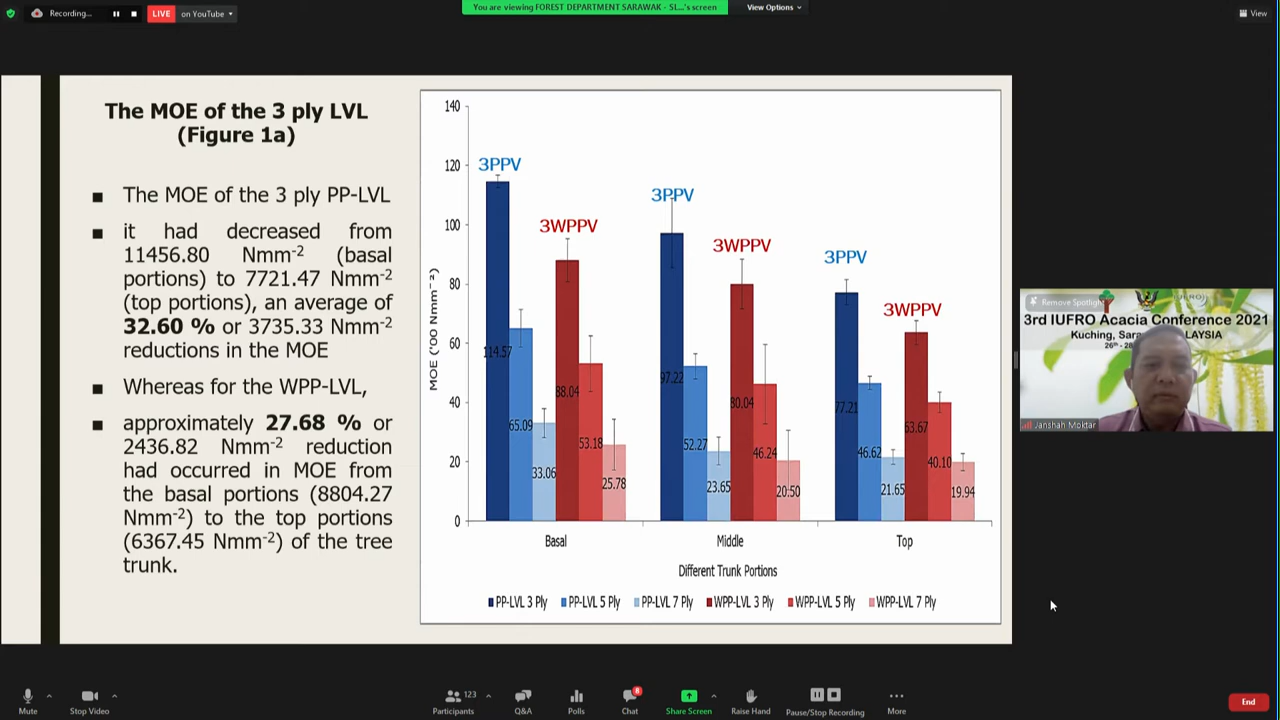 Recording...
LIVE
on YouTube
You are viewing FOREST DEPARTMENT SARAWAK - SL...'s screen
View Options
View
The MOE of the 3 ply LVL
(Figure 1a)
The MOE of the 3 ply PP-LVL
it had decreased from
11456.80 Nmm-2 (basal
portions) to 7721.47 Nmm-2
(top portions), an average of
32.60 % or 3735.33 Nmm-2
reductions in the MOE
Whereas for the WPP-LVL,
approximately 27.68 % or
2436.82 Nmm-2 reduction
had occurred in MOE from
the basal portions (8804.27
Nmm-2) to the top portions
(6367.45 Nmm-2) of the tree
trunk.
MOE ('00 Nmm⁻²)
140
120
100
80
60
40
20
0
3PPV
3WPPV
3PPV
3WPPV
3PPV
3WPPV
114.57
65.09
33.06
88.04
53.18
25.78
97.22
52.27
23.65
80.04
46.24
20.50
77.21
46.62
21.65
63.67
40.10
19.94
Basal
Middle
Top
Different Trunk Portions
PP-LVL 3 Ply
PP-LVL 5 Ply
PP-LVL 7 Ply
WPP-LVL 3 Ply
WPP-LVL 5 Ply
WPP-LVL 7 Ply
Remove Spotlight
3rd IUFRO Acacia Conference 2021
Kuching, Sara LAYSIA
26th - 28
Janshah Moktar
Mute
Stop Video
123
Participants
Q&A
Polls
8
Chat
Share Screen
Raise Hand
Pause/Stop Recording
More
End